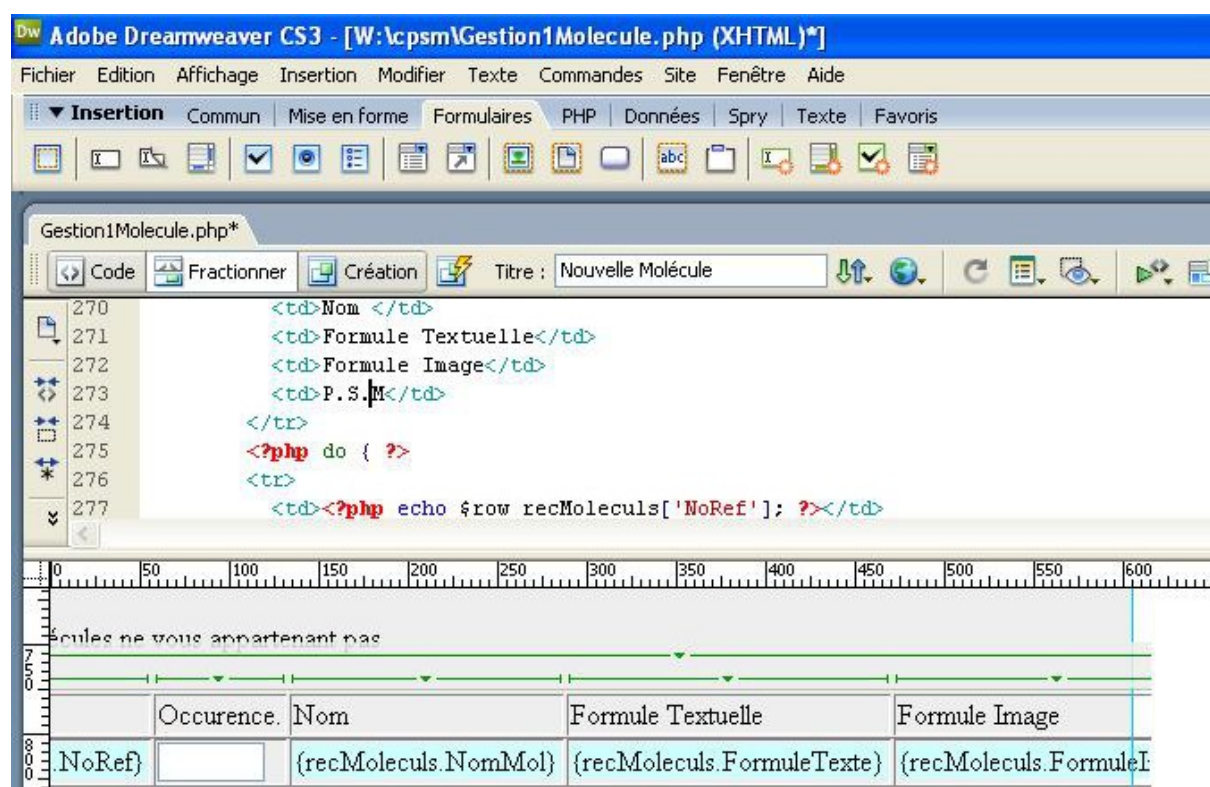 Dw Adobe Dreamweaver CS3 - [W:\cpsm\Gestion1Molecule.php (XHTML)*]
Fichier Edition Affichage Insertion Modifier Texte Commandes Site Fenêtre Aide
▼ Insertion Commun Mise en forme Formulaires PHP Données Spry Texte Favoris
abc
Gestion1Molecule.php*
Code Fractionner Création Titre : Nouvelle Molécule
270 <td>Nom </td>
271 <td>Formule Textuelle</td>
272 <td>Formule Image</td>
273 <td>P.S.M</td>
274 </tr>
275 <?php do { ?>
276 <tr>
277 <td><?php echo $row recMoleculs['NoRef']; ?></td>
0 50 100 150 200 250 300 350 400 450 500 550 600
écules ne vous appartenant pas
750
Occurence. Nom Formule Textuelle Formule Image
800
.NoRef} {recMoleculs.NomMol} {recMoleculs.FormuleTexte} {recMoleculs.FormuleI